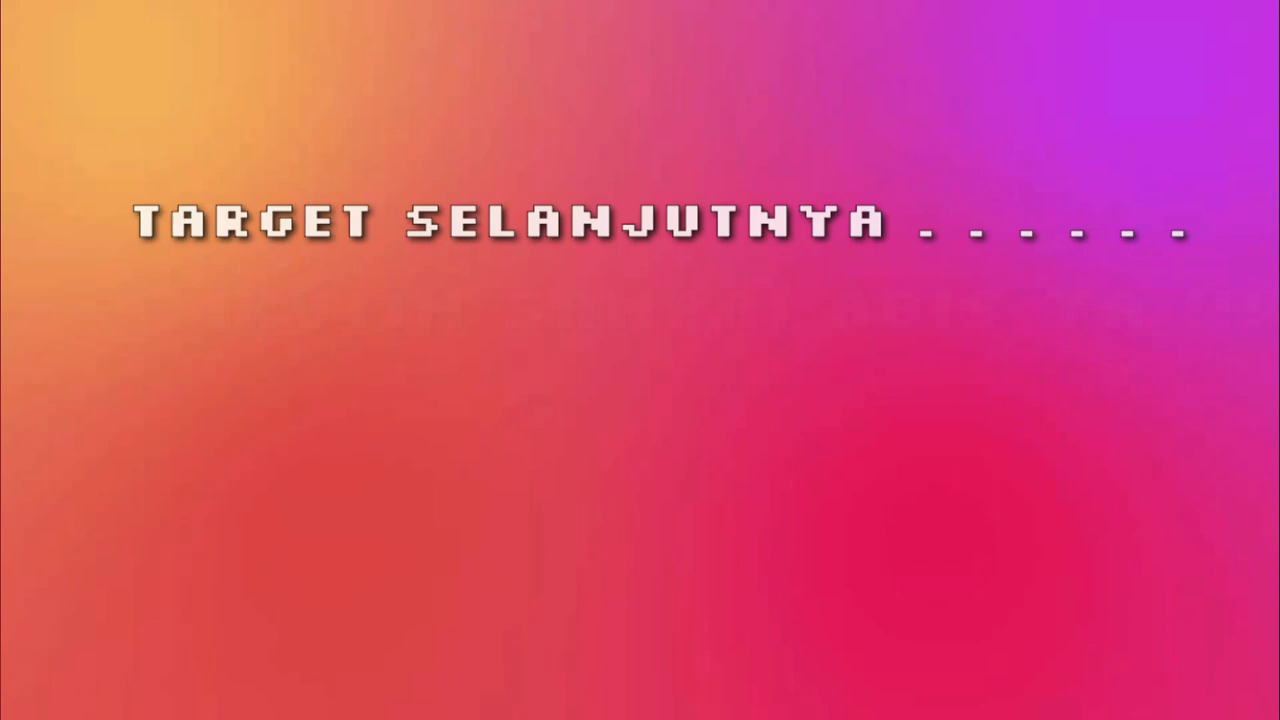 TARGET SELANJUTNYA . . . . . .